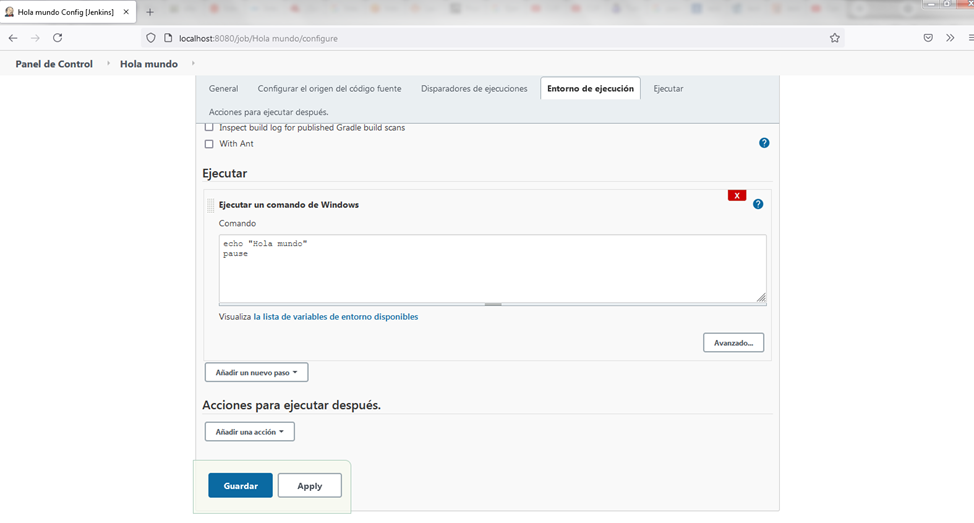 Hola mundo Config [Jenkins]
localhost:8080/job/Hola mundo/configure
Panel de Control
Hola mundo
General
Configurar el origen del código fuente
Disparadores de ejecuciones
Entorno de ejecución
Ejecutar
Acciones para ejecutar después.
Inspect build log for published Gradle build scans
With Ant
?
Ejecutar
X
Ejecutar un comando de Windows
?
Comando
echo "Hola mundo"
pause
Visualiza la lista de variables de entorno disponibles
Avanzado...
Añadir un nuevo paso
Acciones para ejecutar después.
Añadir una acción
Guardar
Apply